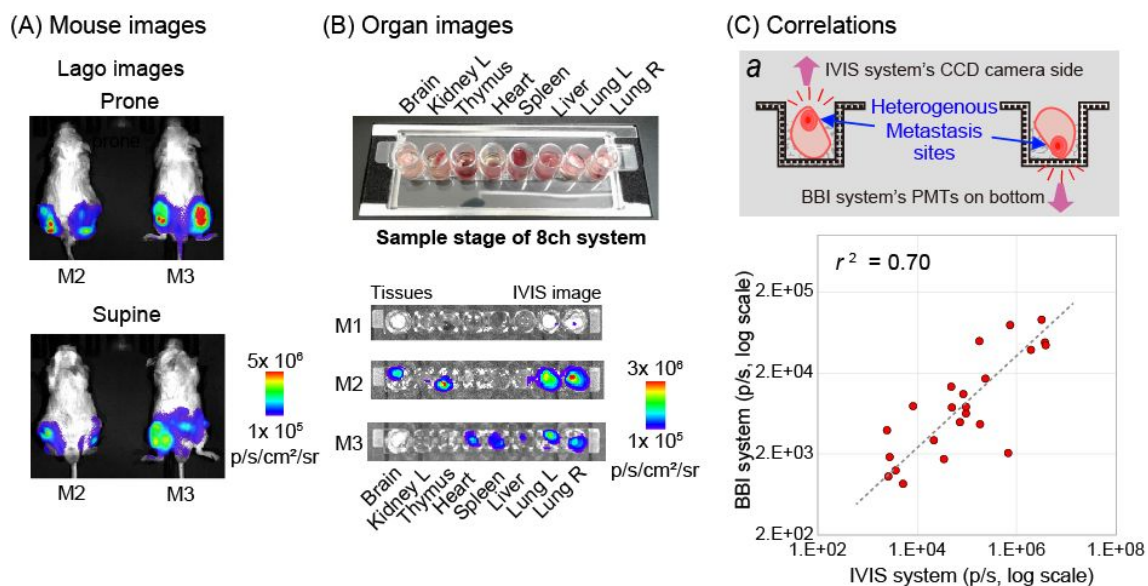 (A) Mouse images
Lago images
Prone
prone
M2 M3
Supine
M2 M3
5x 10⁶
1x 10⁵
p/s/cm²/sr
(B) Organ images
Brain
Kidney L
Thymus
Heart
Spleen
Liver
Lung L
Lung R
Sample stage of 8ch system
Tissues IVIS image
M1
M2
M3
3x 10⁶
1x 10⁵
p/s/cm²/sr
Brain
Kidney L
Thymus
Heart
Spleen
Liver
Lung L
Lung R
(C) Correlations
a
IVIS system's CCD camera side
Heterogenous
Metastasis
sites
BBI system's PMTs on bottom
r² = 0.70
BBI system (p/s, log scale)
2.E+05
2.E+04
2.E+03
2.E+02
1.E+02 1.E+04 1.E+06 1.E+08
IVIS system (p/s, log scale)